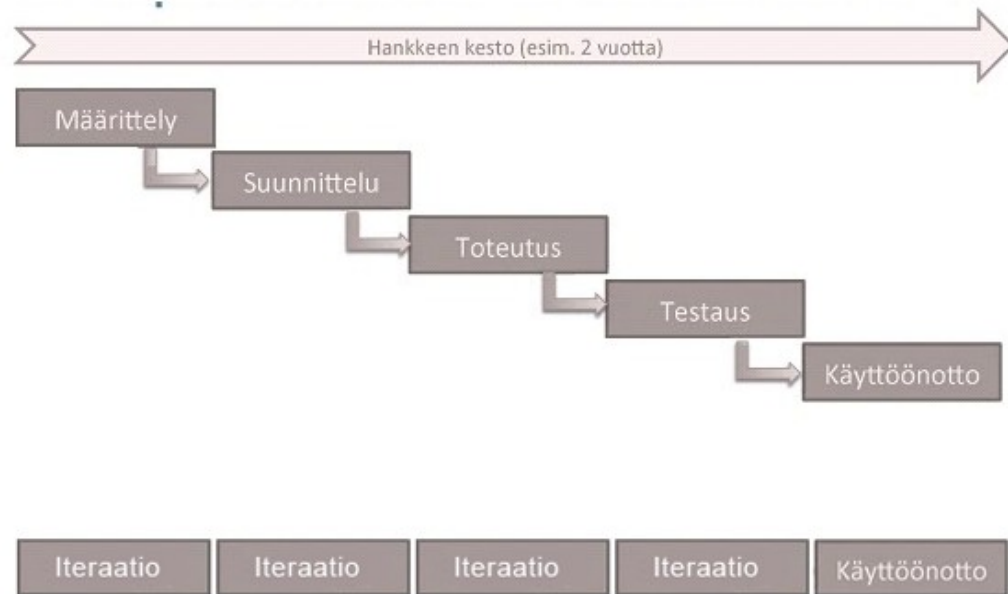 Hankkeen kesto (esim. 2 vuotta)
Määrittely
Suunnittelu
Toteutus
Testaus
Käyttöönotto
Iteraatio Iteraatio Iteraatio Iteraatio Käyttöönotto